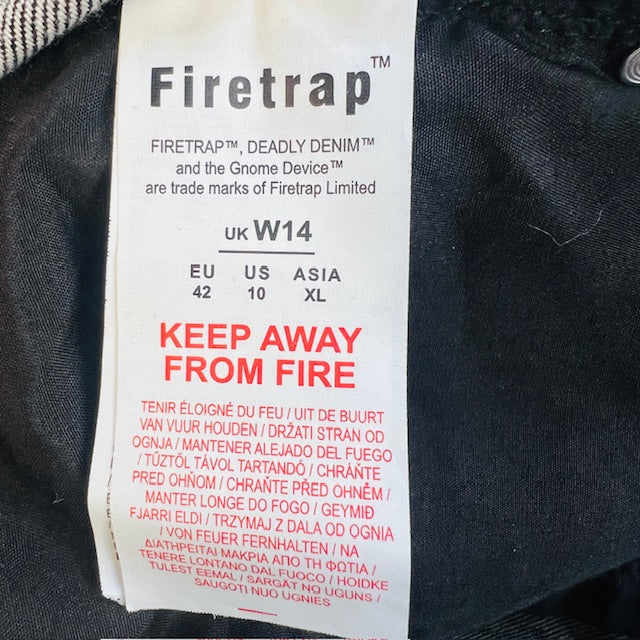 Firetrap™
FIRETRAP™, DEADLY DENIM™
and the Gnome Device™
are trade marks of Firetrap Limited
UK W14
EU US ASIA
42 10 XL
KEEP AWAY
FROM FIRE
TENIR ÉLOIGNÉ DU FEU / UIT DE BUURT
VAN VUUR HOUDEN / DRŽATI STRAN OD
OGNJA / MANTENER ALEJADO DEL FUEGO
/ TŰZTŐL TÁVOL TARTANDÓ / CHRÁŇTE
PRED OHŇOM / CHRAŇTE PŘED OHNĚM /
MANTER LONGE DO FOGO / GEYMIÐ
FJARRI ELDI / TRZYMAJ Z DALA OD OGNIA
/ VON FEUER FERNHALTEN / ΝΑ
ΔΙΑΤΗΡΕΙΤΑΙ ΜΑΚΡΙΑ ΑΠΟ ΤΗ ΦΩΤΙΑ /
TENERE LONTANO DAL FUOCO / HOIDKE
TULEST EEMAL / SARGĀT NO UGUNS /
SAUGOTI NUO UGNIES